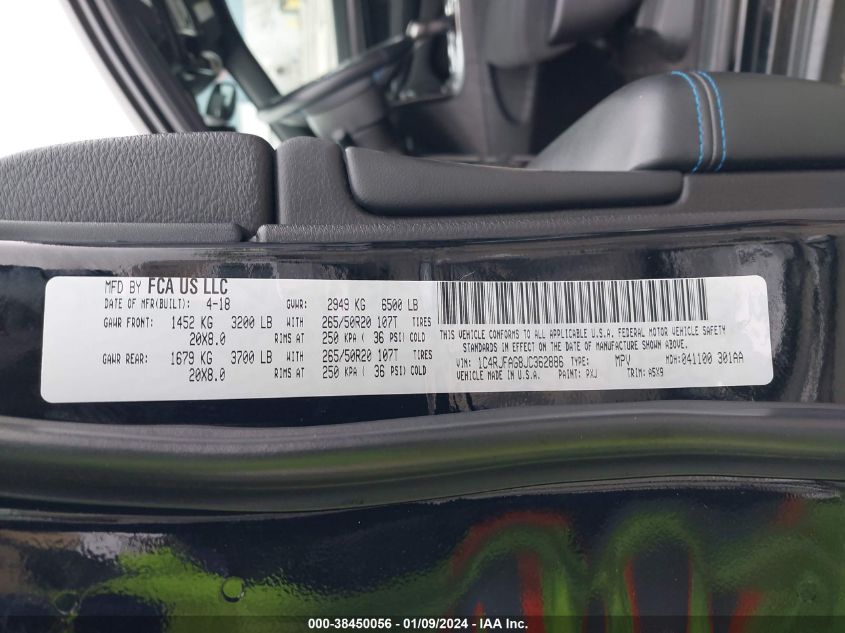 MFD BY FCA US LLC
DATE OF MFR(BUILT): 4-18 GVWR: 2949 KG 6500 LB
GAWR FRONT: 1452 KG 3200 LB WITH 265/50R20 107T TIRES
20X8.0 RIMS AT 250 KPA ( 36 PSI) COLD
GAWR REAR: 1679 KG 3700 LB WITH 265/50R20 107T TIRES
20X8.0 RIMS AT 250 KPA ( 36 PSI) COLD
THIS VEHICLE CONFORMS TO ALL APPLICABLE U.S.A. FEDERAL MOTOR VEHICLE SAFETY
STANDARDS IN EFFECT ON THE DATE OF MANUFACTURE SHOWN ABOVE.
VIN: 1C4RJFAG8JC362886 TYPE: MPV MDH: 041100 301AA
VEHICLE MADE IN U.S.A. PAINT: PXJ TRIM: A5X9
000-38450056 - 01/09/2024 - IAA Inc.